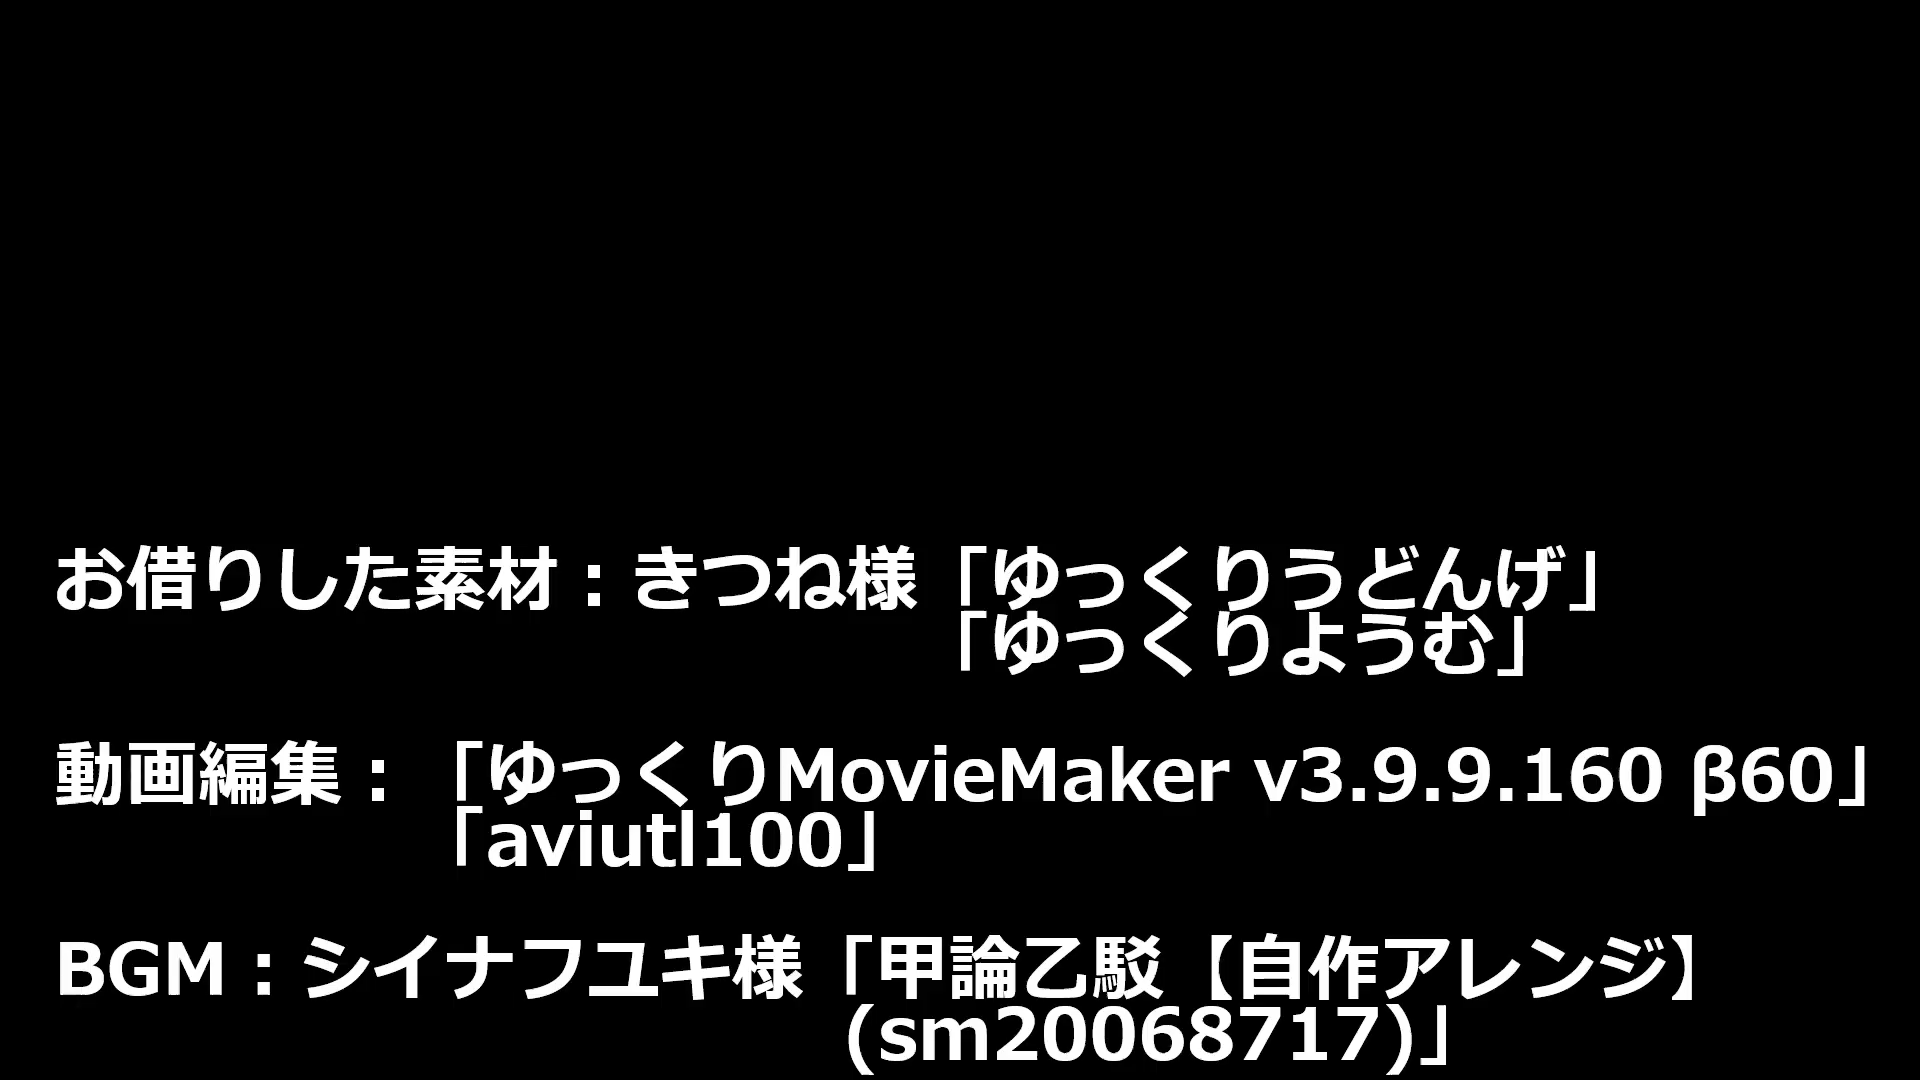 お借りした素材：きつね様「ゆっくりうどんげ」
「ゆっくりようむ」
動画編集：「ゆっくりMovieMaker v3.9.9.160 β60」
「aviutl100」
BGM：シイナフユキ様「甲論乙駁【自作アレンジ】
(sm20068717)」